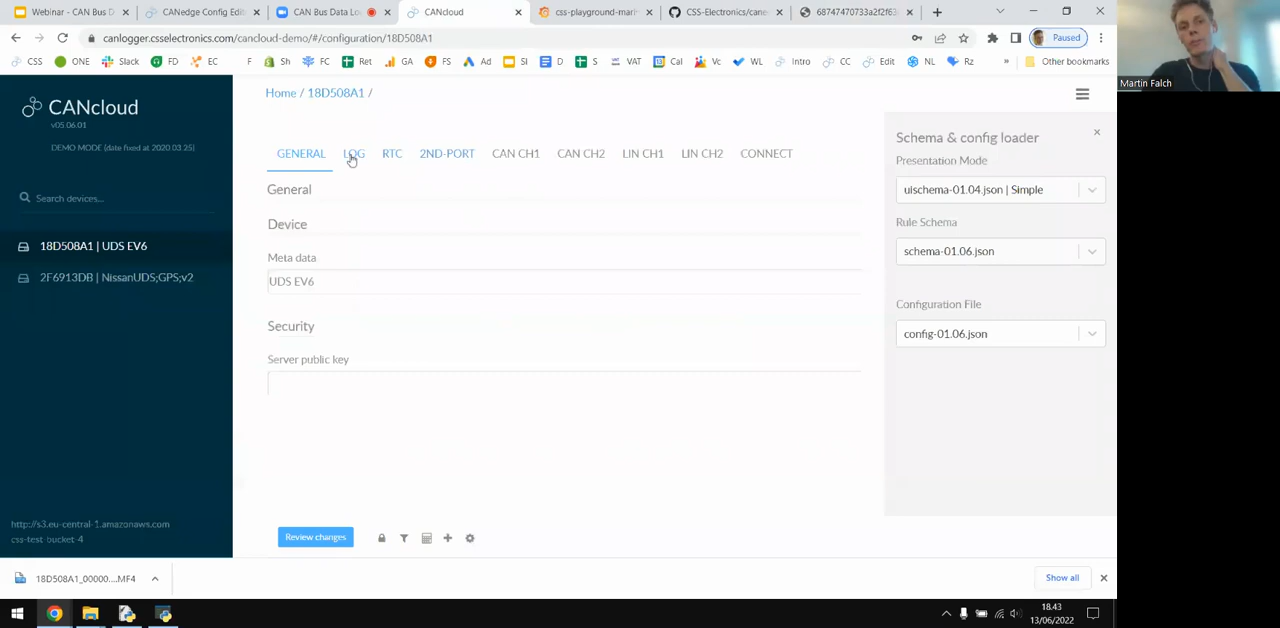 Webinar - CAN Bus D
CANedge Config Edit
CAN Bus Data Lo
CANcloud
css-playground-mari
CSS-Electronics/cane
68747470733a2f2f63
canlogger.csselectronics.com/cancloud-demo/#/configuration/18D508A1
Paused
CSS ONE Slack FD EC F Sh FC Ret GA FS Ad SI D S VAT Cal Vc WL Intro CC Edit NL Rz » Other bookmarks
Martin Falch
CANcloud
v05.06.01
DEMO MODE (date fixed at 2020 03 25)
Search devices...
18D508A1 | UDS EV6
2F6913DB | NissanUDS;GPS;v2
http://s3.eu-central-1.amazonaws.com
css-test-bucket-4
Home / 18D508A1 /
GENERAL LOG RTC 2ND-PORT CAN CH1 CAN CH2 LIN CH1 LIN CH2 CONNECT
General
Device
Meta data
UDS EV6
Security
Server public key
Review changes
Schema & config loader
Presentation Mode
uischema-01.04.json | Simple
Rule Schema
schema-01.06.json
Configuration File
config-01.06.json
18D508A1_00000....MF4
Show all
18.43
13/06/2022